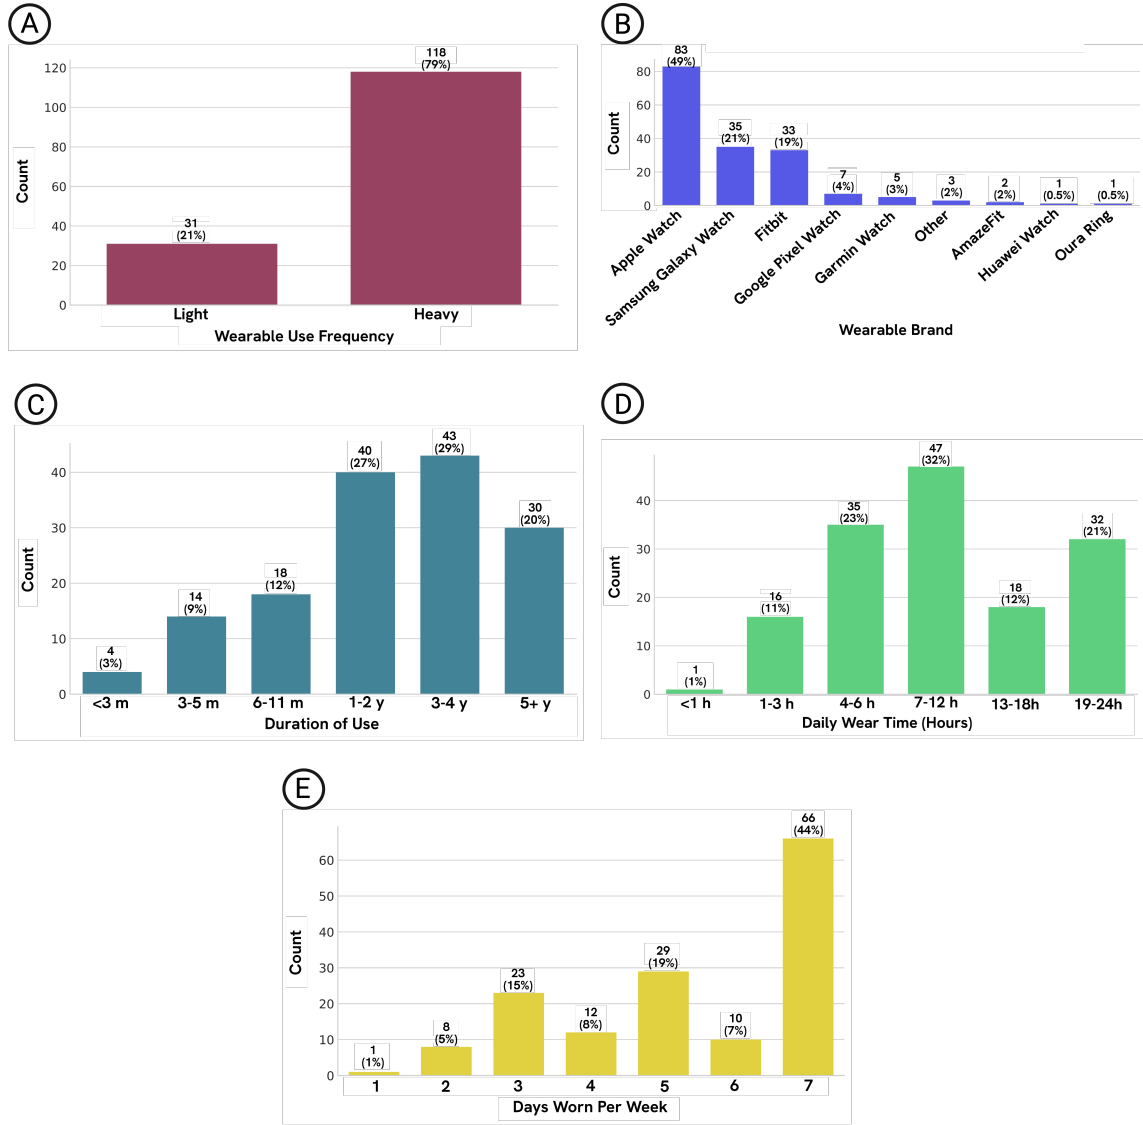 A
118
(79%)
120
100
80
60
40
20
0
Count
31
(21%)
Light
Heavy
Wearable Use Frequency
B
83
(49%)
80
60
40
20
0
Count
35
(21%)
33
(19%)
7
(4%)
5
(3%)
3
(2%)
2
(2%)
1
(0.5%)
1
(0.5%)
Apple Watch
Samsung Galaxy Watch
Fitbit
Google Pixel Watch
Garmin Watch
Other
AmazeFit
Huawei Watch
Oura Ring
Wearable Brand
C
40
30
20
10
0
Count
4
(3%)
14
(9%)
18
(12%)
40
(27%)
43
(29%)
30
(20%)
<3 m
3-5 m
6-11 m
1-2 y
3-4 y
5+ y
Duration of Use
D
40
30
20
10
0
Count
1
(1%)
16
(11%)
35
(23%)
47
(32%)
18
(12%)
32
(21%)
<1 h
1-3 h
4-6 h
7-12 h
13-18h
19-24h
Daily Wear Time (Hours)
E
60
50
40
30
20
10
0
Count
1
(1%)
8
(5%)
23
(15%)
12
(8%)
29
(19%)
10
(7%)
66
(44%)
1
2
3
4
5
6
7
Days Worn Per Week